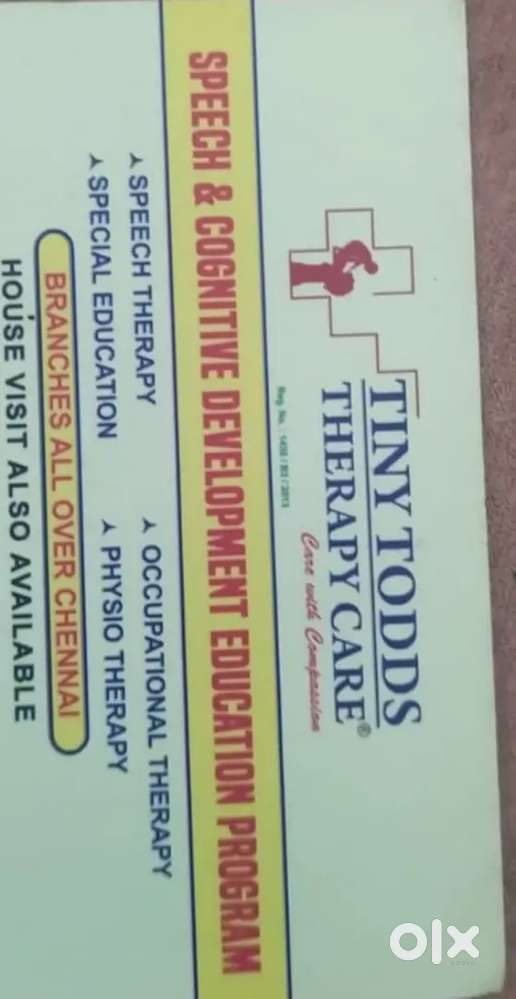 TINY TODDS
THERAPY CARE®
Care with Compassion
SPEECH & COGNITIVE DEVELOPMENT EDUCATION PROGRAM
➤ SPEECH THERAPY ➤ OCCUPATIONAL THERAPY
➤ SPECIAL EDUCATION ➤ PHYSIO THERAPY
BRANCHES ALL OVER CHENNAI
HOUSE VISIT ALSO AVAILABLE
olx